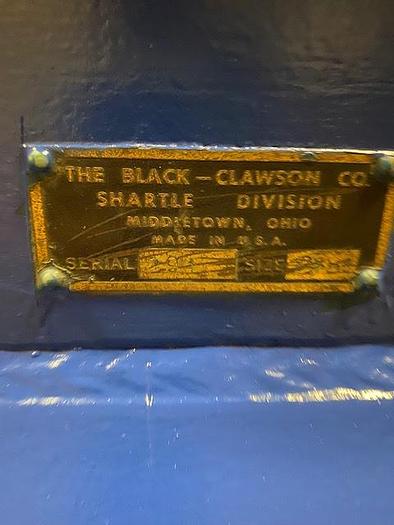 THE BLACK-CLAWSON CO.
SHARTLE DIVISION
MIDDLETOWN, OHIO
MADE IN U.S.A.
SERIAL SIZE